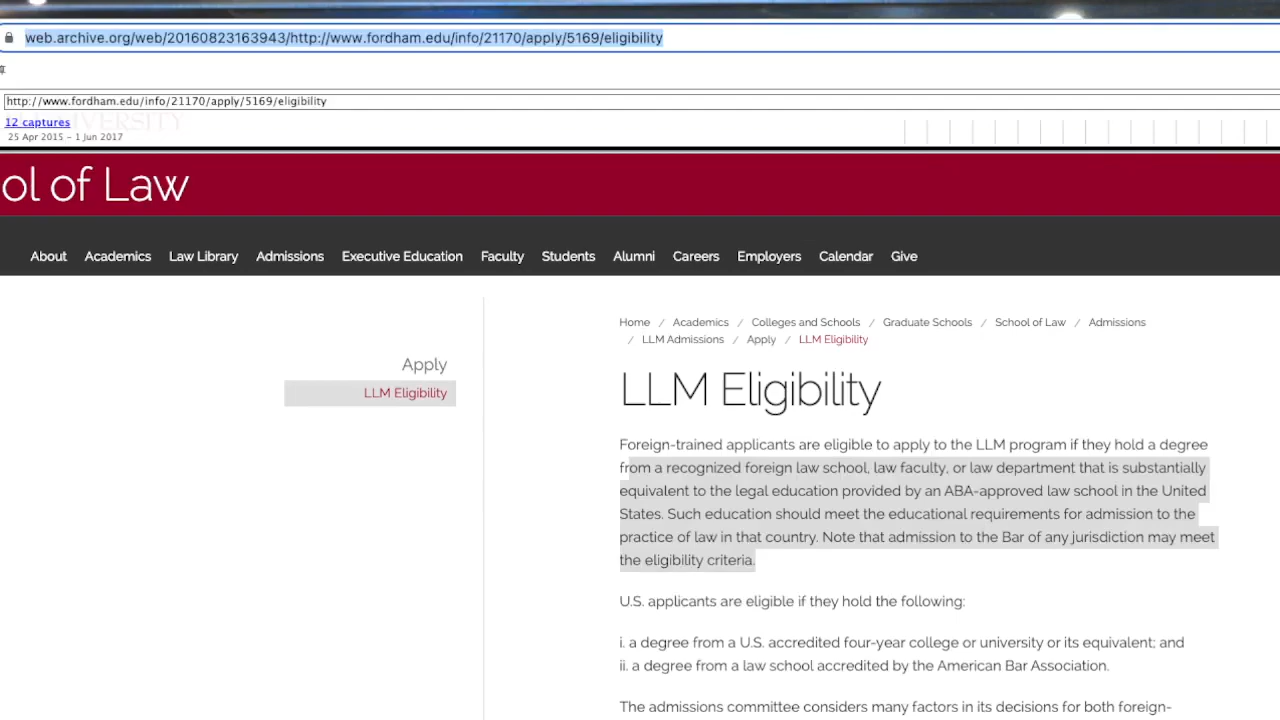 web.archive.org/web/20160823163943/http://www.fordham.edu/info/21170/apply/5169/eligibility
http://www.fordham.edu/info/21170/apply/5169/eligibility
12 captures
25 Apr 2015 – 1 Jun 2017
ol of Law
About Academics Law Library Admissions Executive Education Faculty Students Alumni Careers Employers Calendar Give
Apply
LLM Eligibility
Home / Academics / Colleges and Schools / Graduate Schools / School of Law / Admissions
/ LLM Admissions / Apply / LLM Eligibility
LLM Eligibility
Foreign-trained applicants are eligible to apply to the LLM program if they hold a degree
from a recognized foreign law school, law faculty, or law department that is substantially
equivalent to the legal education provided by an ABA-approved law school in the United
States. Such education should meet the educational requirements for admission to the
practice of law in that country. Note that admission to the Bar of any jurisdiction may meet
the eligibility criteria.
U.S. applicants are eligible if they hold the following:
i. a degree from a U.S. accredited four-year college or university or its equivalent; and
ii. a degree from a law school accredited by the American Bar Association.
The admissions committee considers many factors in its decisions for both foreign-